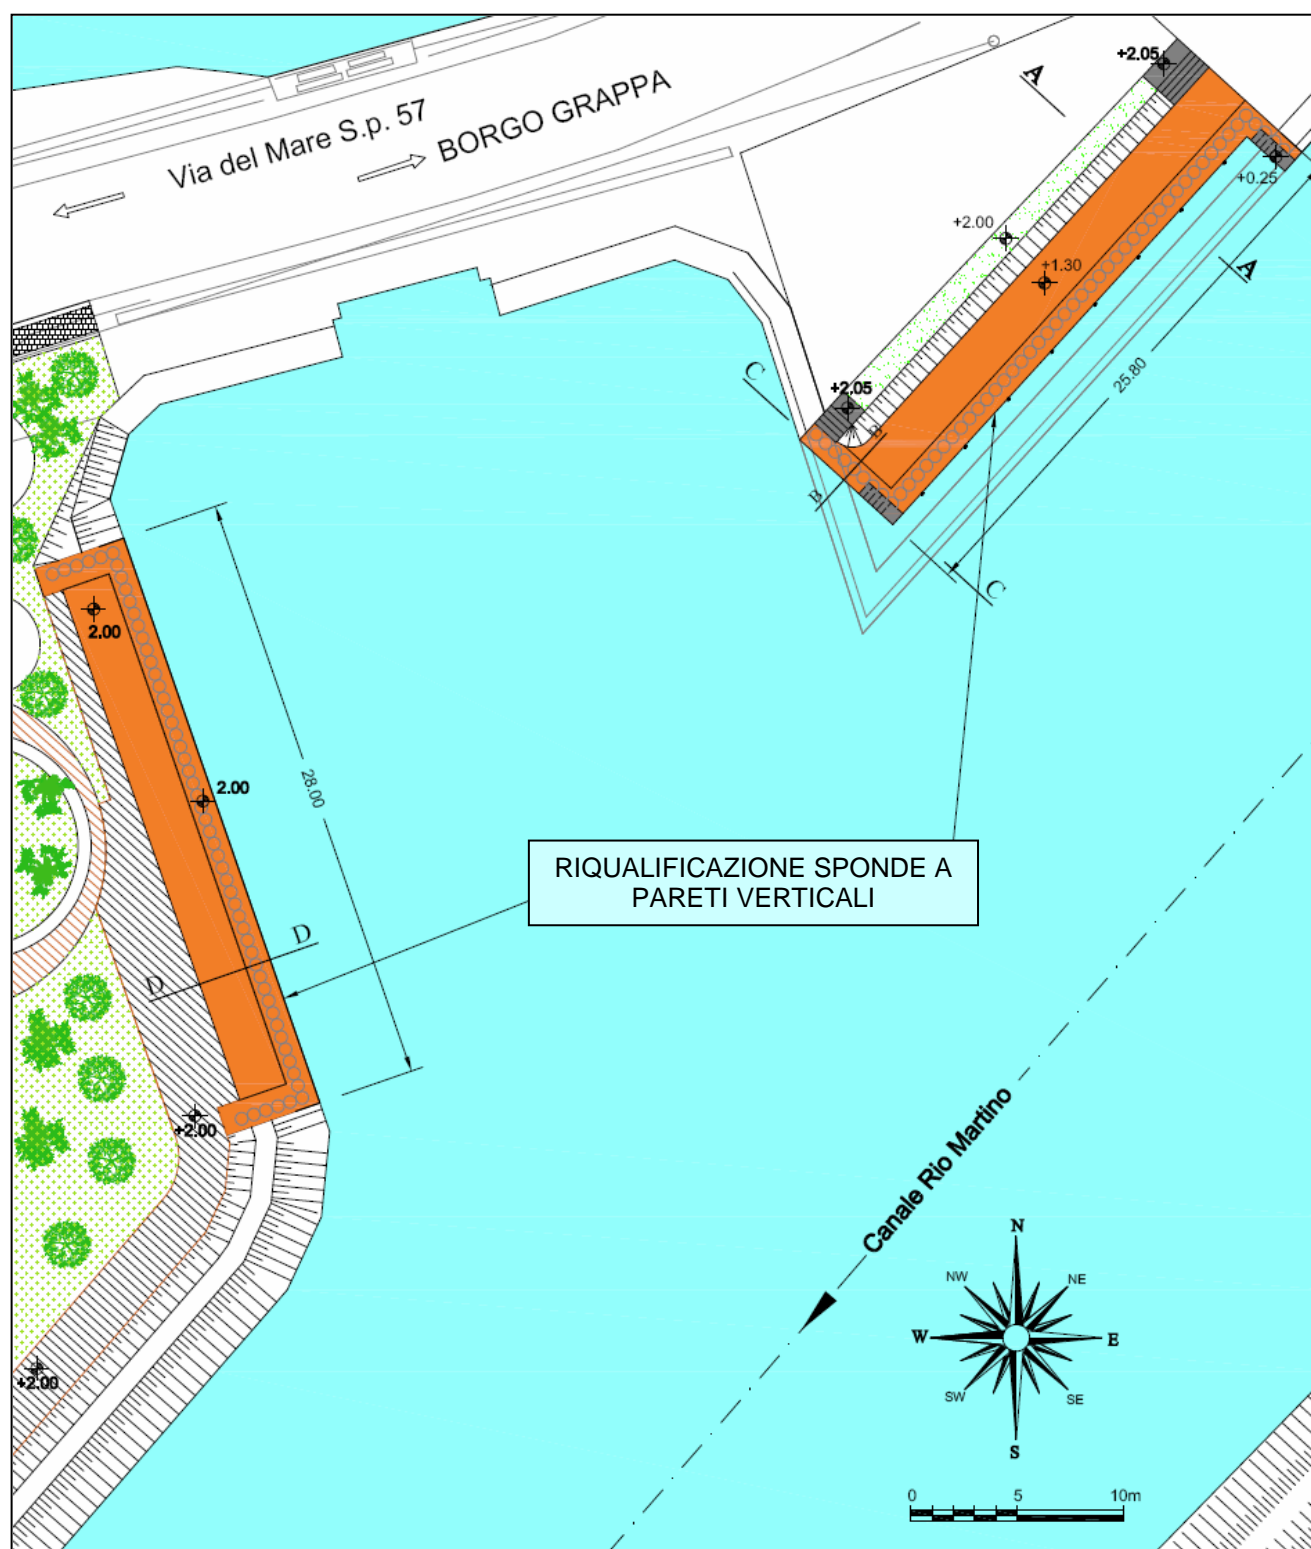 +2.05
A
Via del Mare S.p. 57
BORGO GRAPPA
+0.25
+2.00
A
+1.30
C
25.80
+2.05
B
B
C
2.00
28.00
2.00
RIQUALIFICAZIONE SPONDE A
PARETI VERTICALI
D
D
+2.00
Canale Rio Martino
N
NW
NE
W
E
SW
SE
S
+2.00
0 5 10m